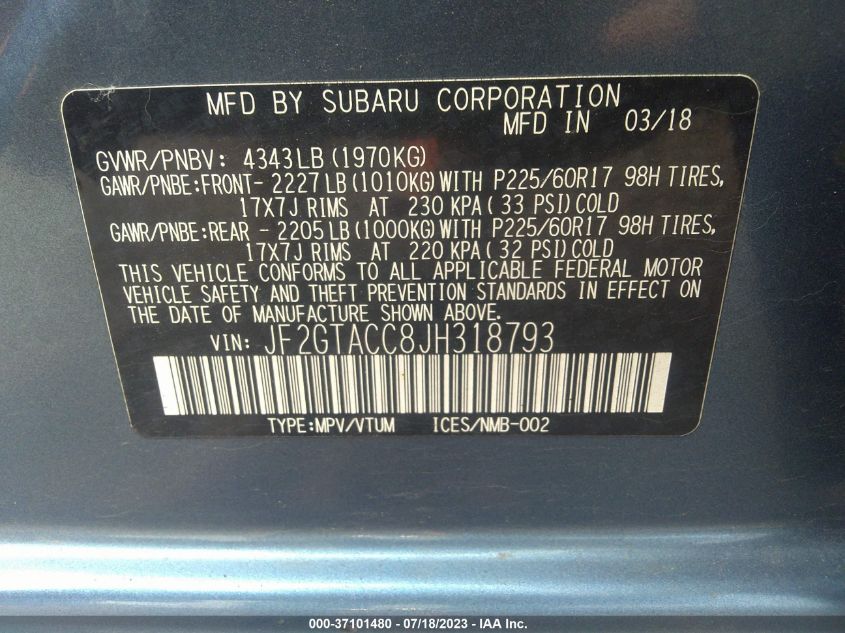 MFD BY SUBARU CORPORATION
MFD IN 03/18
GVWR/PNBV: 4343LB(1970KG)
GAWR/PNBE:FRONT- 2227LB(1010KG)WITH P225/60R17 98H TIRES,
17X7J RIMS AT 230 KPA( 33 PSI)COLD
GAWR/PNBE:REAR - 2205LB(1000KG)WITH P225/60R17 98H TIRES,
17X7J RIMS AT 220 KPA( 32 PSI)COLD
THIS VEHICLE CONFORMS TO ALL APPLICABLE FEDERAL MOTOR
VEHICLE SAFETY AND THEFT PREVENTION STANDARDS IN EFFECT ON
THE DATE OF MANUFACTURE SHOWN ABOVE.
VIN: JF2GTACC8JH318793
TYPE:MPV/VTUM ICES/NMB-002
000-37101480 - 07/18/2023 - IAA Inc.